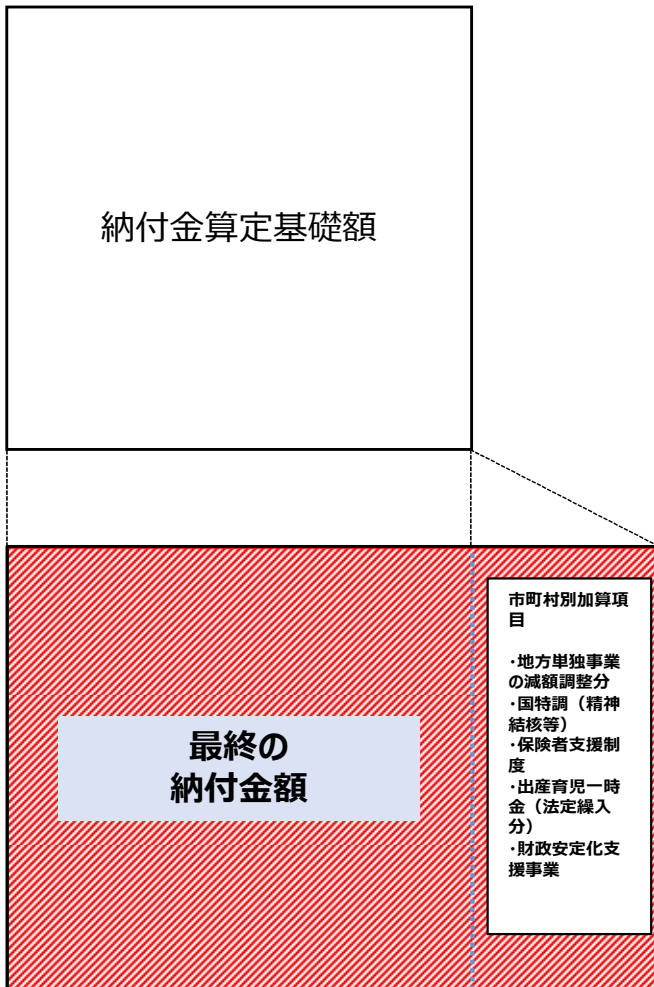 納付金算定基礎額
最終の
納付金額
市町村別加算項
目
・地方単独事業
の減額調整分
・国特調（精神
結核等）
・保険者支援制
度
・出産育児一時
金（法定繰入
分）
・財政安定化支
援事業